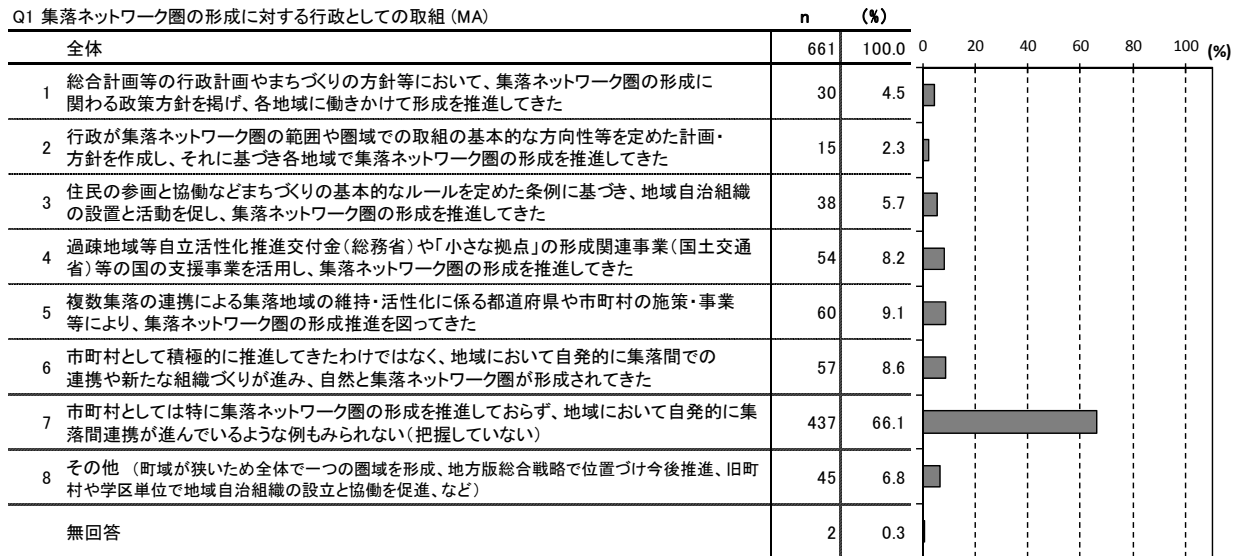 Q1 集落ネットワーク圏の形成に対する行政としての取組 (MA) n (%)
全体 661 100.0 0 20 40 60 80 100 (%)
1 総合計画等の行政計画やまちづくりの方針等において、集落ネットワーク圏の形成に
関わる政策方針を掲げ、各地域に働きかけて形成を推進してきた 30 4.5
2 行政が集落ネットワーク圏の範囲や圏域での取組の基本的な方向性等を定めた計画・
方針を作成し、それに基づき各地域で集落ネットワーク圏の形成を推進してきた 15 2.3
3 住民の参画と協働などまちづくりの基本的なルールを定めた条例に基づき、地域自治組織
の設置と活動を促し、集落ネットワーク圏の形成を推進してきた 38 5.7
4 過疎地域等自立活性化推進交付金(総務省)や「小さな拠点」の形成関連事業(国土交通
省)等の国の支援事業を活用し、集落ネットワーク圏の形成を推進してきた 54 8.2
5 複数集落の連携による集落地域の維持・活性化に係る都道府県や市町村の施策・事業
等により、集落ネットワーク圏の形成推進を図ってきた 60 9.1
6 市町村として積極的に推進してきたわけではなく、地域において自発的に集落間での
連携や新たな組織づくりが進み、自然と集落ネットワーク圏が形成されてきた 57 8.6
7 市町村としては特に集落ネットワーク圏の形成を推進しておらず、地域において自発的に集
落間連携が進んでいるような例もみられない(把握していない) 437 66.1
8 その他 (町域が狭いため全体で一つの圏域を形成、地方版総合戦略で位置づけ今後推進、旧町
村や学区単位で地域自治組織の設立と協働を促進、など) 45 6.8
無回答 2 0.3